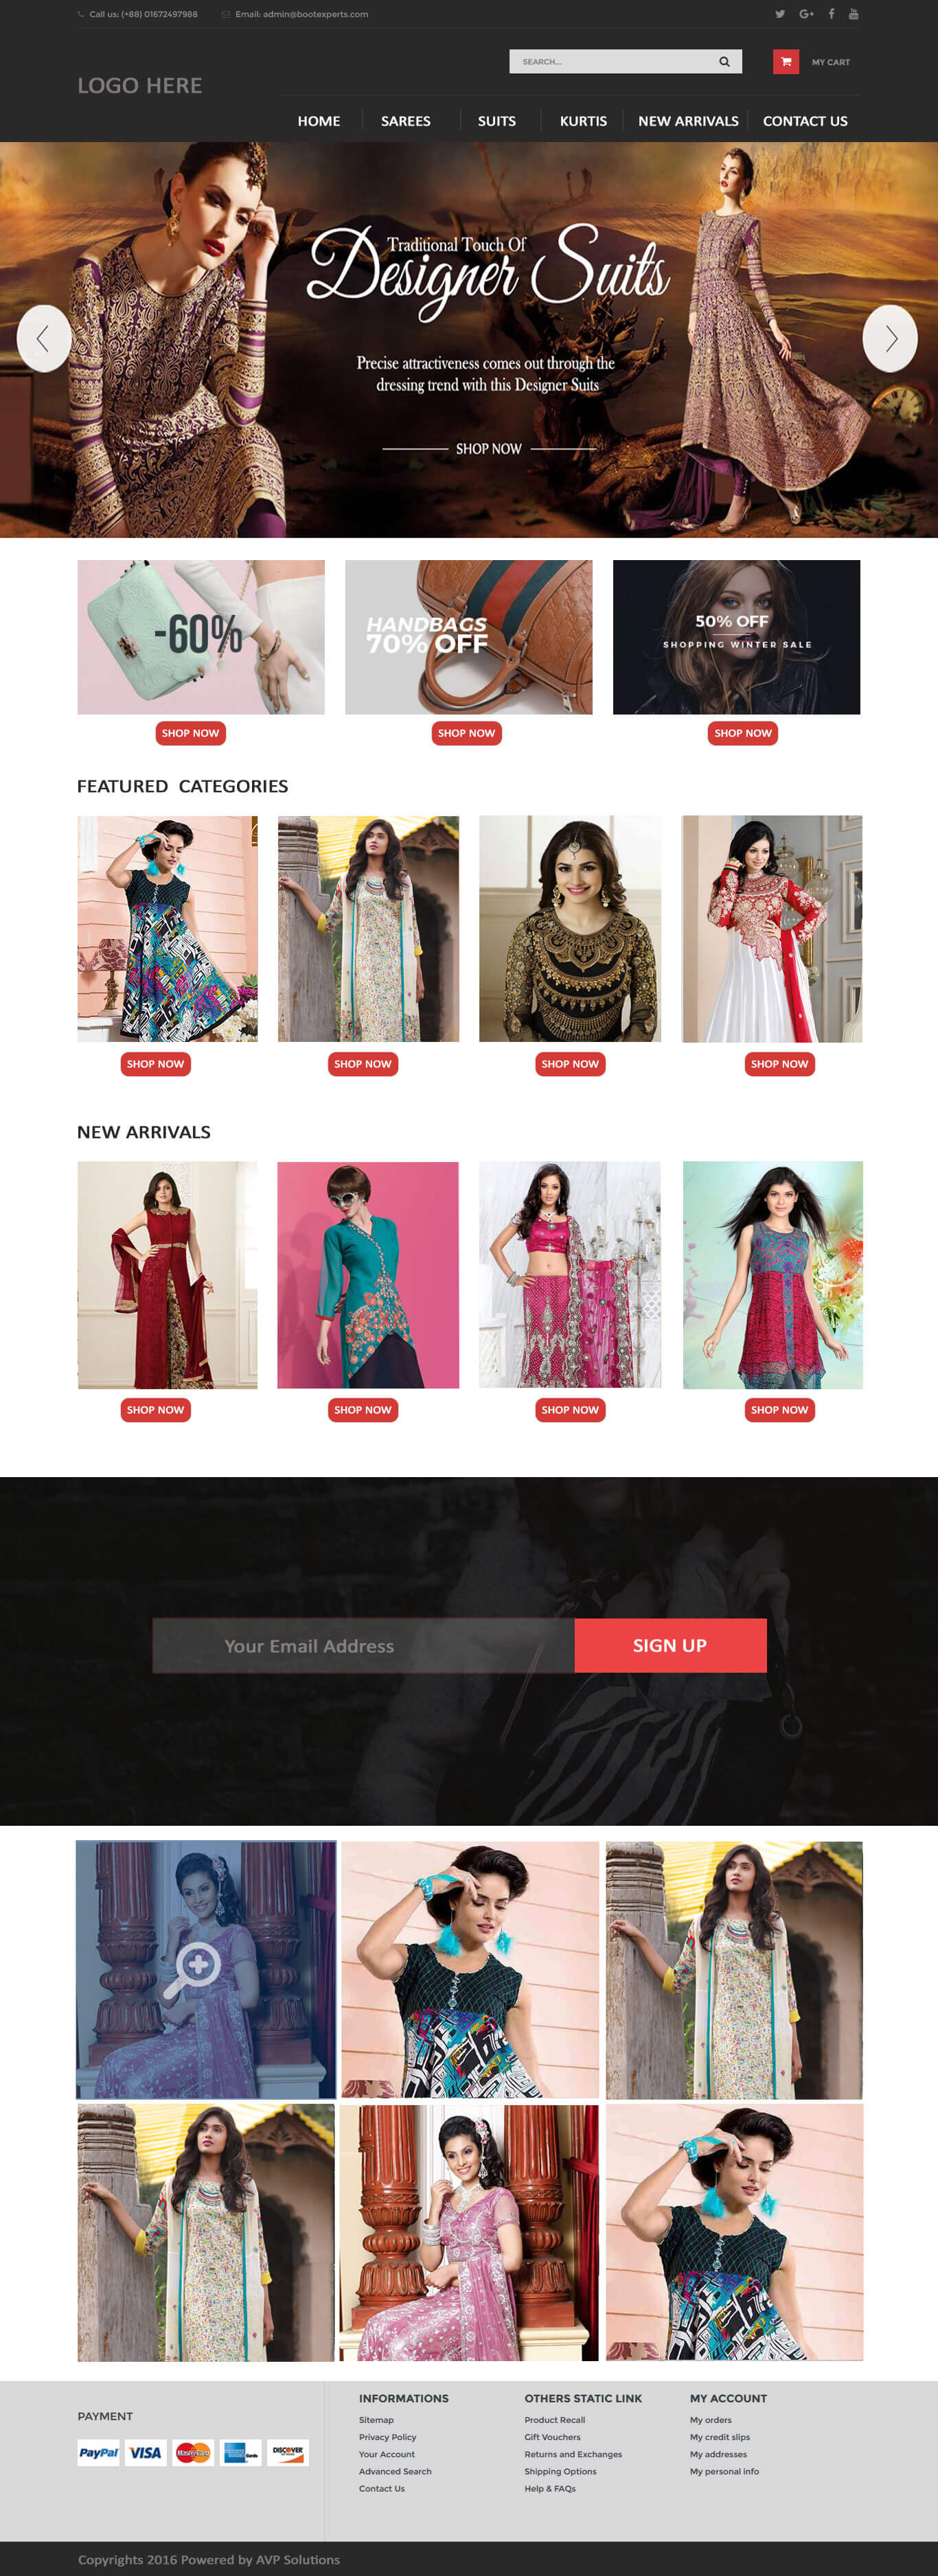 Call us: (+88) 01672497988 Email: admin@bootexperts.com
SEARCH...
MY CART
LOGO HERE
HOME SAREES SUITS KURTIS NEW ARRIVALS CONTACT US
Traditional Touch Of
Designer Suits
Precise attractiveness comes out through the
dressing trend with this Designer Suits
SHOP NOW
-60%
HANDBAGS
70% OFF
50% OFF
SHOPPING WINTER SALE
SHOP NOW SHOP NOW SHOP NOW
FEATURED CATEGORIES
SHOP NOW SHOP NOW SHOP NOW SHOP NOW
NEW ARRIVALS
SHOP NOW SHOP NOW SHOP NOW SHOP NOW
Your Email Address SIGN UP
PAYMENT
PayPal VISA MasterCard DISCOVER
INFORMATIONS
Sitemap
Privacy Policy
Your Account
Advanced Search
Contact Us
OTHERS STATIC LINK
Product Recall
Gift Vouchers
Returns and Exchanges
Shipping Options
Help & FAQs
MY ACCOUNT
My orders
My credit slips
My addresses
My personal info
Copyrights 2016 Powered by AVP Solutions